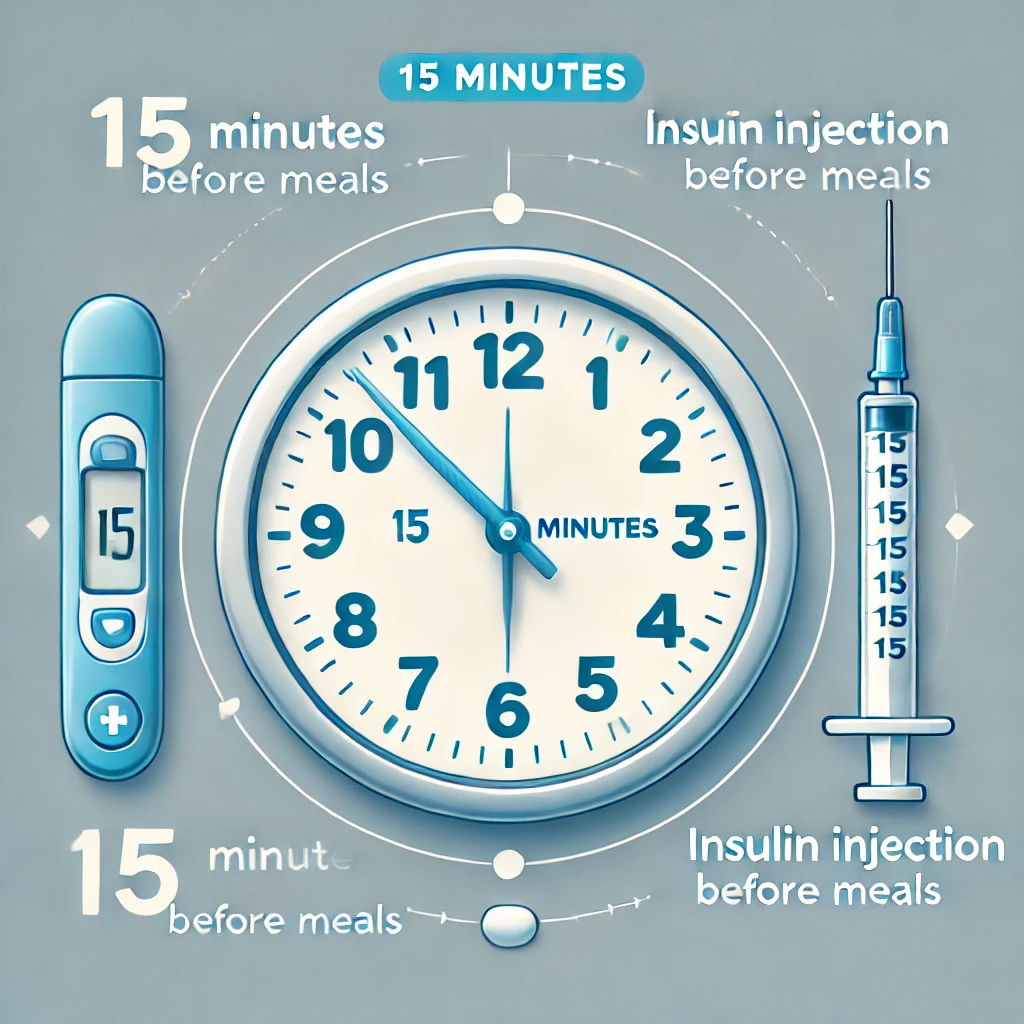 15 MINUTES
15 minutes
before meals
Insuin injection
before meals
12
11
1
10
2
9
15
MINUTES
3
8
4
7
5
6
15
15
15
15
15
15
15
15
15 minute
before meals
Insulin injection
before meals